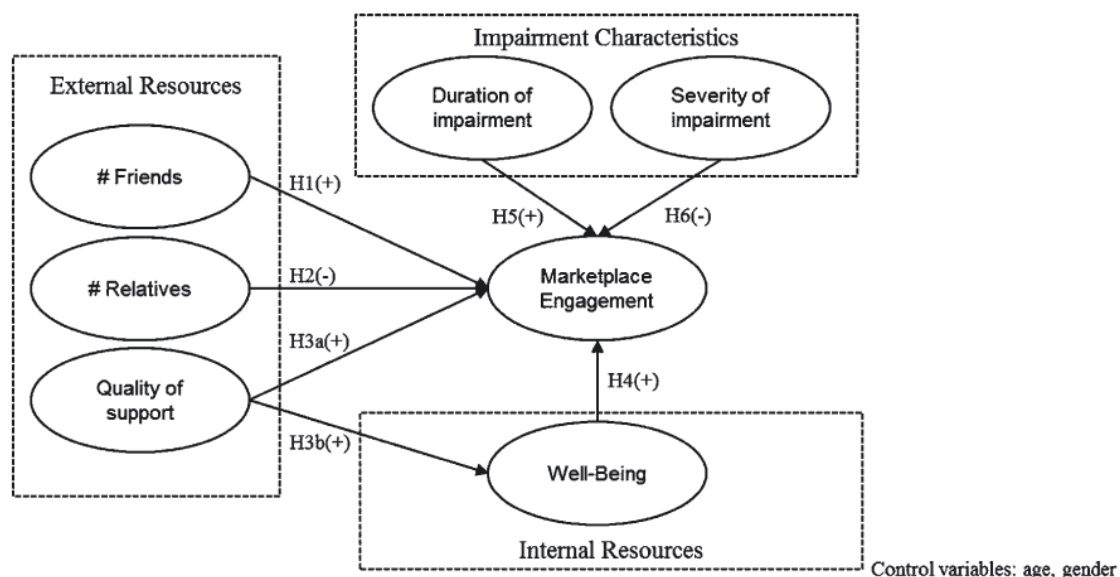 Impairment Characteristics
External Resources
Duration of
impairment
Severity of
impairment
# Friends
H1(+)
H5(+)
H6(-)
# Relatives
H2(-)
Marketplace
Engagement
H3a(+)
Quality of
support
H4(+)
H3b(+)
Well-Being
Internal Resources
Control variables: age, gender